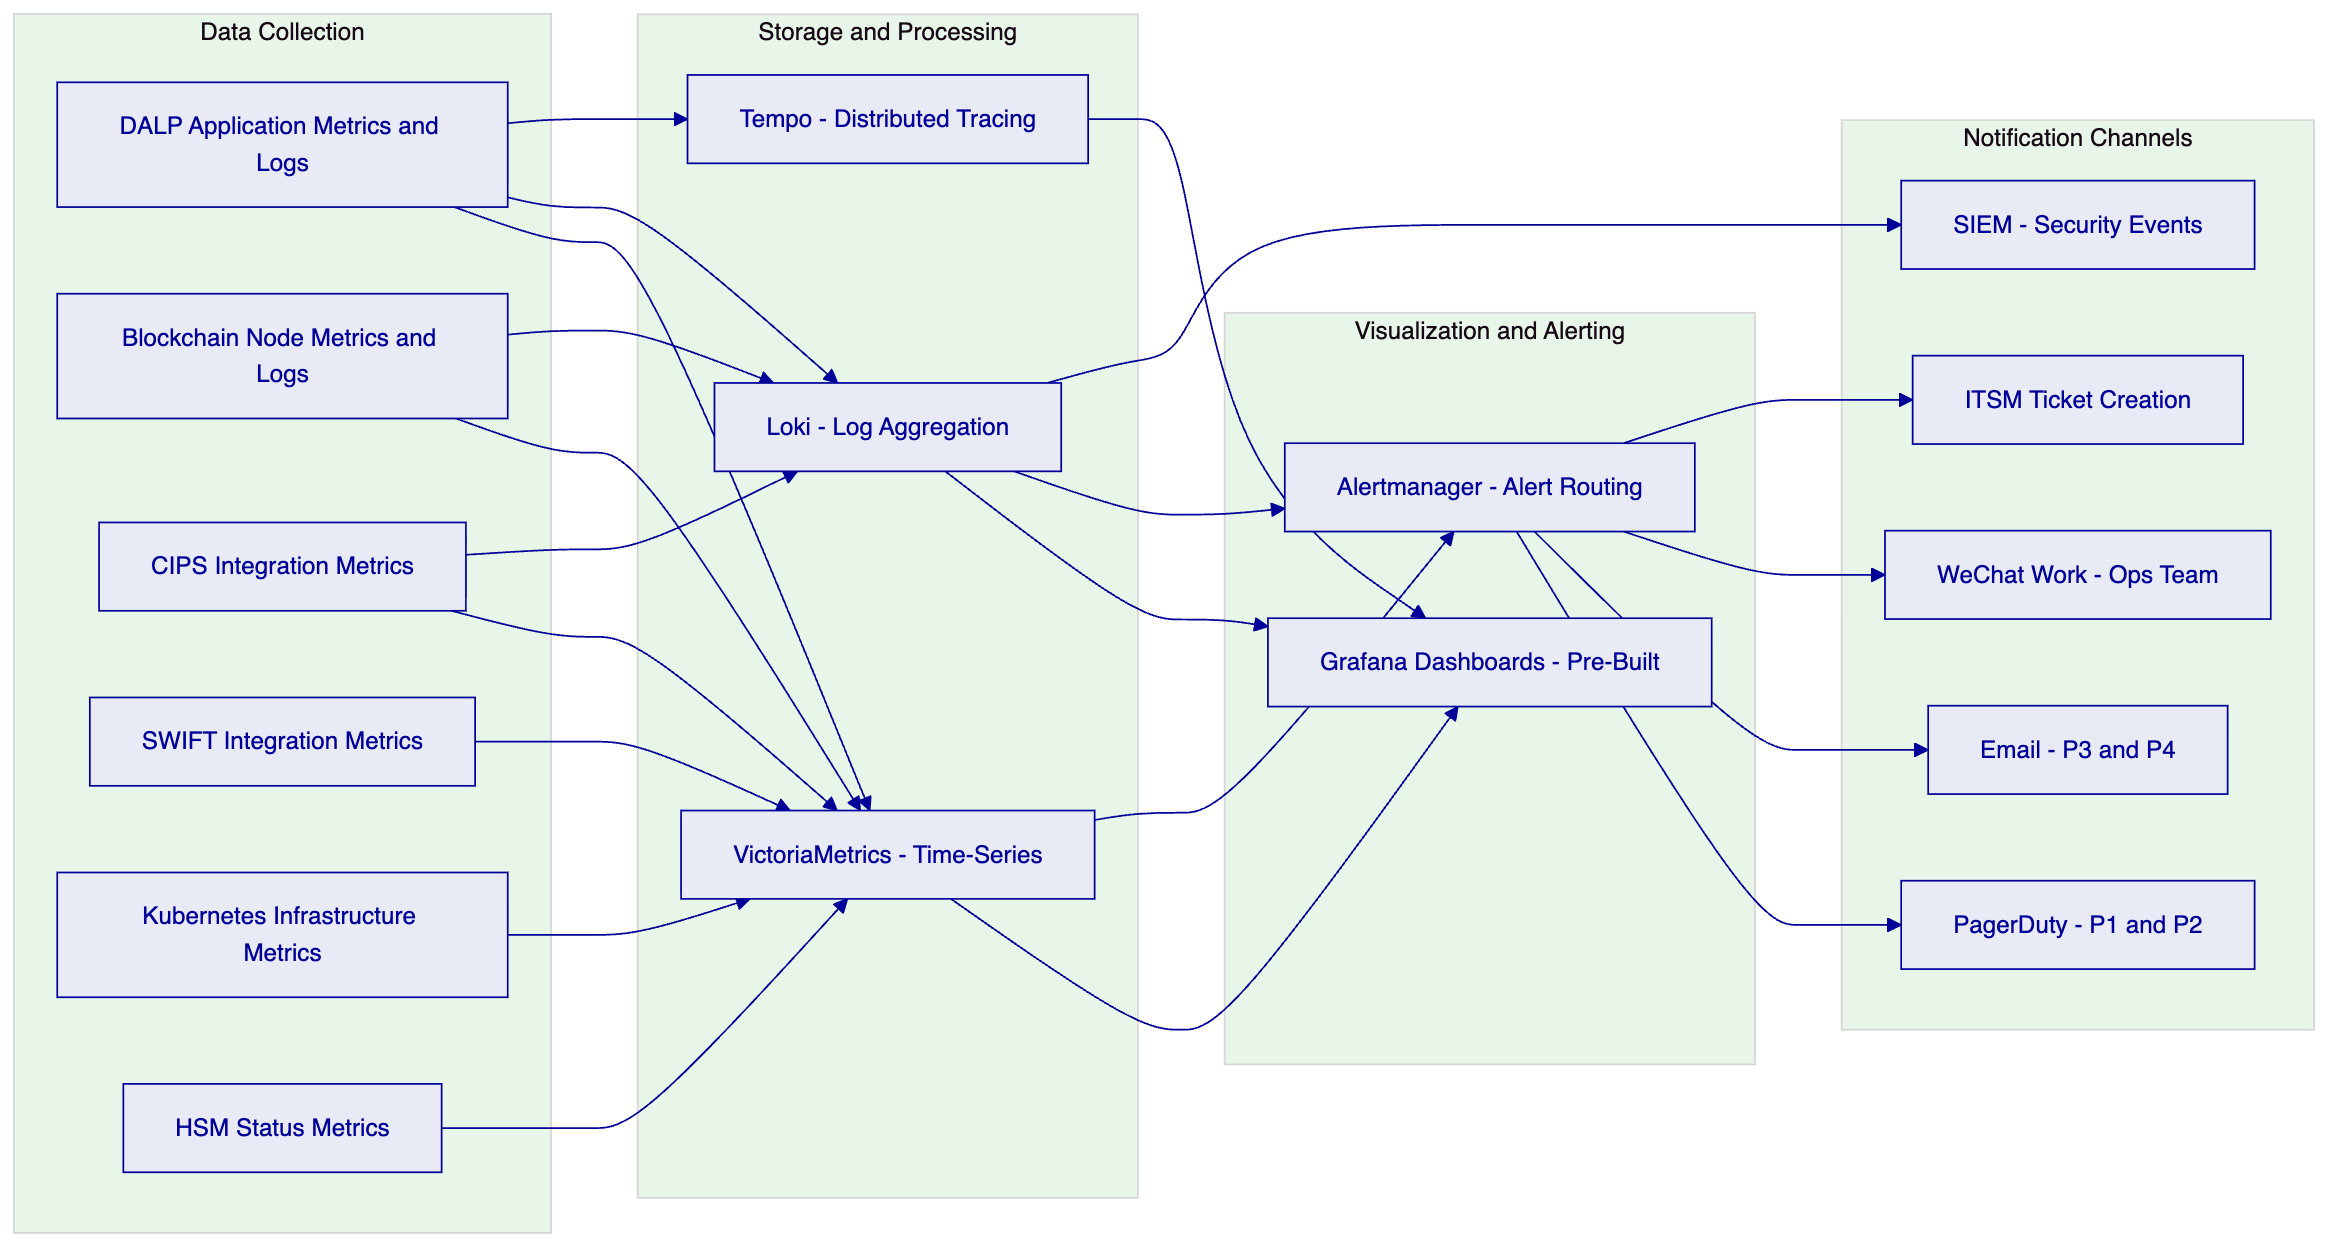 Data Collection
DALP Application Metrics and
Logs
Blockchain Node Metrics and
Logs
CIPS Integration Metrics
SWIFT Integration Metrics
Kubernetes Infrastructure
Metrics
HSM Status Metrics
Storage and Processing
Tempo - Distributed Tracing
Loki - Log Aggregation
VictoriaMetrics - Time-Series
Visualization and Alerting
Alertmanager - Alert Routing
Grafana Dashboards - Pre-Built
Notification Channels
SIEM - Security Events
ITSM Ticket Creation
WeChat Work - Ops Team
Email - P3 and P4
PagerDuty - P1 and P2